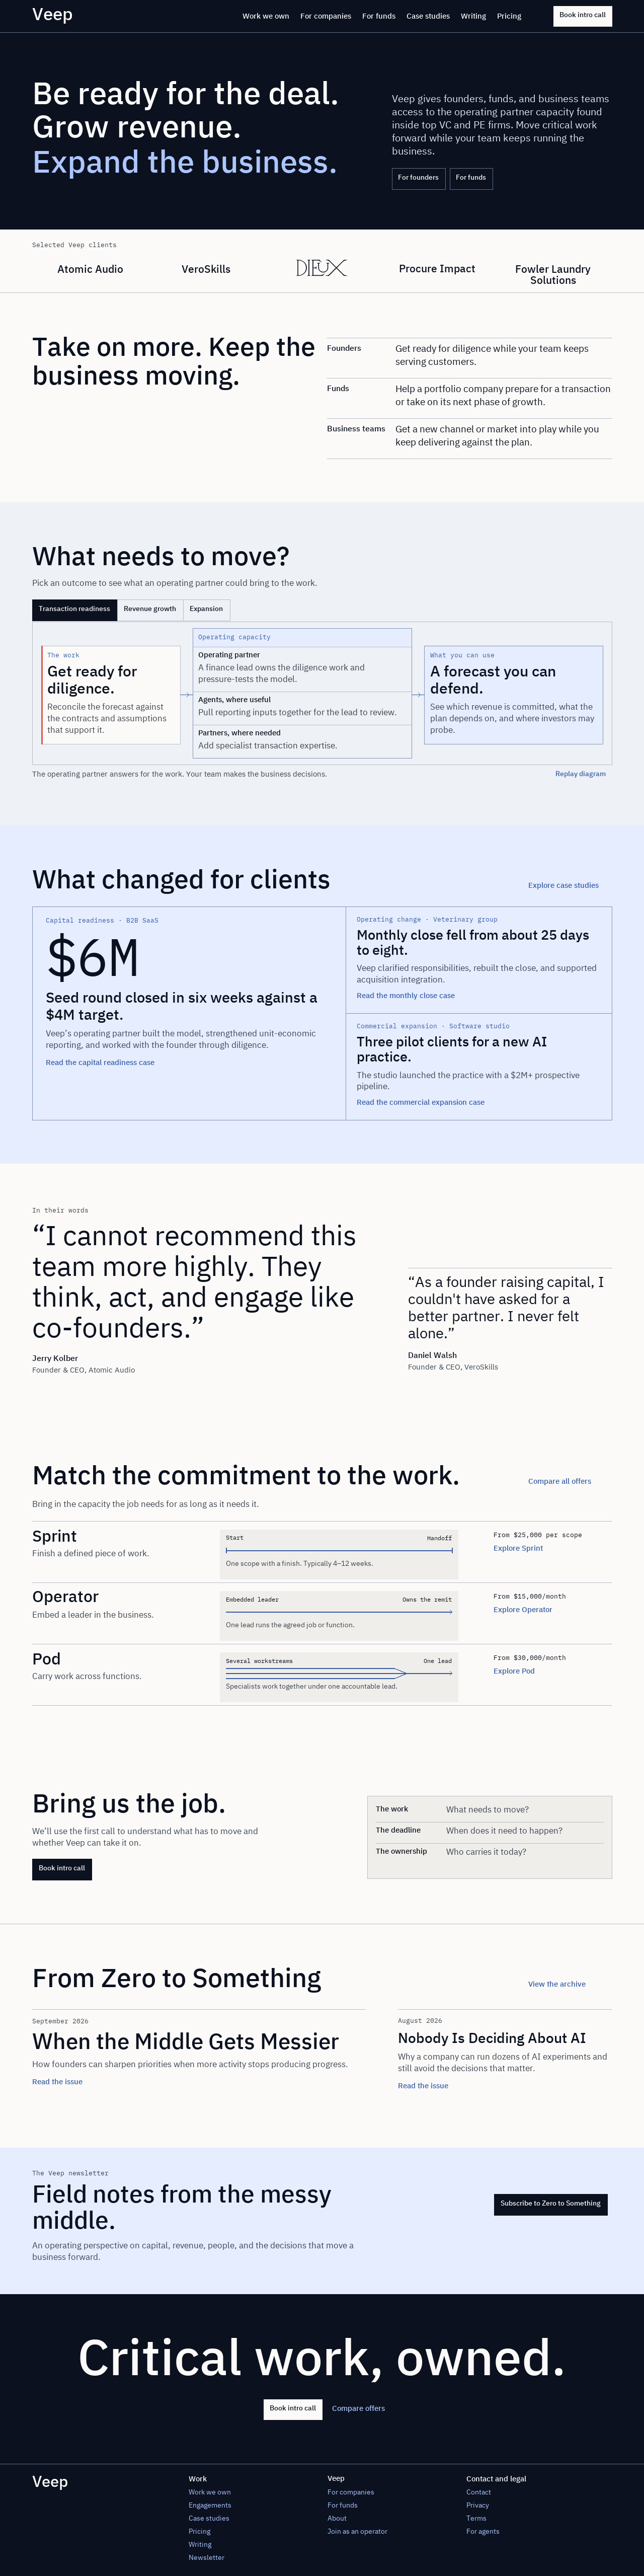 Veep
Work we own
For companies
For funds
Case studies
Writing
Pricing
Book intro call
Be ready for the deal.
Grow revenue.
Expand the business.
Veep gives founders, funds, and business teams
access to the operating partner capacity found
inside top VC and PE firms. Move critical work
forward while your team keeps running the
business.
For founders
For funds
Selected Veep clients
Atomic Audio
VeroSkills
DIEUX
Procure Impact
Fowler Laundry
Solutions
Take on more. Keep the
business moving.
Founders
Get ready for diligence while your team keeps
serving customers.
Funds
Help a portfolio company prepare for a transaction
or take on its next phase of growth.
Business teams
Get a new channel or market into play while you
keep delivering against the plan.
What needs to move?
Pick an outcome to see what an operating partner could bring to the work.
Transaction readiness
Revenue growth
Expansion
The work
Get ready for
diligence.
Reconcile the forecast against
the contracts and assumptions
that support it.
Operating capacity
Operating partner
A finance lead owns the diligence work and
pressure-tests the model.
Agents, where useful
Pull reporting inputs together for the lead to review.
Partners, where needed
Add specialist transaction expertise.
What you can use
A forecast you can
defend.
See which revenue is committed, what the
plan depends on, and where investors may
probe.
The operating partner answers for the work. Your team makes the business decisions.
Replay diagram
What changed for clients
Explore case studies
Capital readiness · B2B SaaS
$6M
Seed round closed in six weeks against a
$4M target.
Veep's operating partner built the model, strengthened unit-economic
reporting, and worked with the founder through diligence.
Read the capital readiness case
Operating change · Veterinary group
Monthly close fell from about 25 days
to eight.
Veep clarified responsibilities, rebuilt the close, and supported
acquisition integration.
Read the monthly close case
Commercial expansion · Software studio
Three pilot clients for a new AI
practice.
The studio launched the practice with a $2M+ prospective
pipeline.
Read the commercial expansion case
In their words
“I cannot recommend this
team more highly. They
think, act, and engage like
co-founders.”
Jerry Kolber
Founder & CEO, Atomic Audio
“As a founder raising capital, I
couldn't have asked for a
better partner. I never felt
alone.”
Daniel Walsh
Founder & CEO, VeroSkills
Match the commitment to the work.
Compare all offers
Bring in the capacity the job needs for as long as it needs it.
Sprint
Finish a defined piece of work.
Start
Handoff
One scope with a finish. Typically 4–12 weeks.
From $25,000 per scope
Explore Sprint
Operator
Embed a leader in the business.
Embedded leader
Owns the remit
One lead runs the agreed job or function.
From $15,000/month
Explore Operator
Pod
Carry work across functions.
Several workstreams
One lead
Specialists work together under one accountable lead.
From $30,000/month
Explore Pod
Bring us the job.
We'll use the first call to understand what has to move and
whether Veep can take it on.
Book intro call
The work
What needs to move?
The deadline
When does it need to happen?
The ownership
Who carries it today?
From Zero to Something
View the archive
September 2026
When the Middle Gets Messier
How founders can sharpen priorities when more activity stops producing progress.
Read the issue
August 2026
Nobody Is Deciding About AI
Why a company can run dozens of AI experiments and
still avoid the decisions that matter.
Read the issue
The Veep newsletter
Field notes from the messy
middle.
An operating perspective on capital, revenue, people, and the decisions that move a
business forward.
Subscribe to Zero to Something
Critical work, owned.
Book intro call
Compare offers
Veep
Work
Work we own
Engagements
Case studies
Pricing
Writing
Newsletter
Veep
For companies
For funds
About
Join as an operator
Contact and legal
Contact
Privacy
Terms
For agents